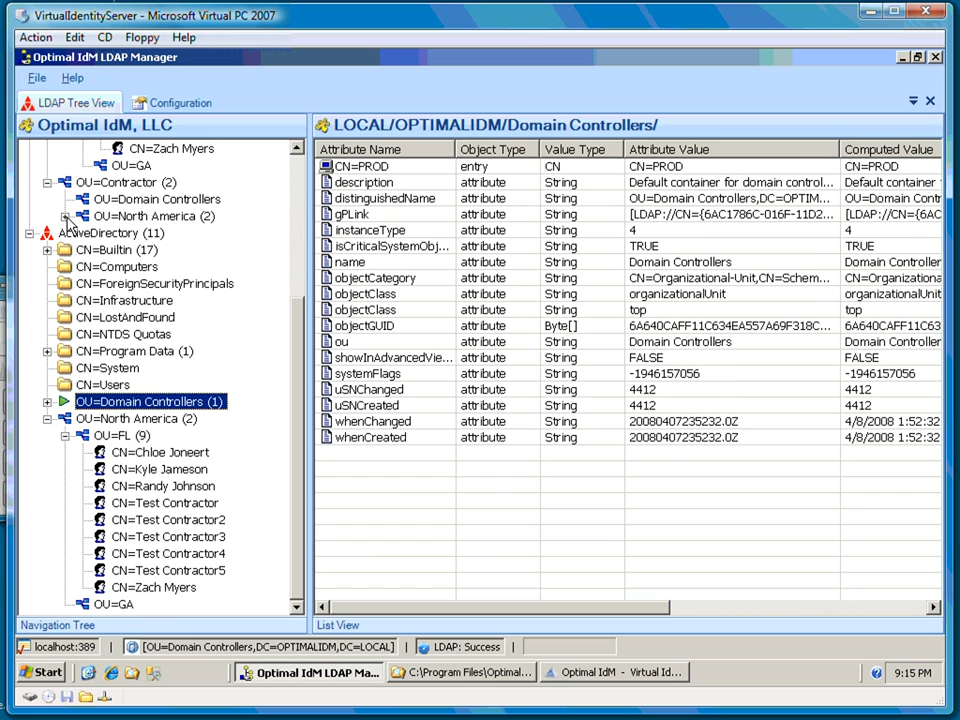 VirtualIdentityServer - Microsoft Virtual PC 2007
Action Edit CD Floppy Help
Optimal IdM LDAP Manager
File Help
LDAP Tree View Configuration
Optimal IdM, LLC
CN=Zach Myers
OU=GA
OU=Contractor (2)
OU=Domain Controllers
OU=North America (2)
CN=Builtin (17)
CN=Computers
CN=ForeignSecurityPrincipals
CN=Infrastructure
CN=LostAndFound
CN=NTDS Quotas
CN=Program Data (1)
CN=System
CN=Users
OU=Domain Controllers (1)
OU=North America (2)
OU=FL (9)
CN=Chloe Jonert
CN=Kyle Jameson
CN=Randy Johnson
CN=Test Contractor
CN=Test Contractor2
CN=Test Contractor3
CN=Test Contractor4
CN=Test Contractor5
CN=Zach Myers
OU=GA
Navigation Tree
LOCAL/OPTIMALIDM/Domain Controllers/
Attribute Name Object Type Value Type Attribute Value Computed Value
CN=PROD entry CN CN=PROD CN=PROD
description attribute String Default container for domain control... Default contain
distinguishedName attribute String OU=Domain Controllers,DC=OPTIM... OU=Domain Con
gPLink attribute String [LDAP://CN={6AC1786C-016F-11D2... [LDAP://CN={6A
instanceType attribute String 4 4
isCriticalSystemObj... attribute String TRUE TRUE
name attribute String Domain Controllers Domain Controll
objectCategory attribute String CN=Organizational-Unit,CN=Schem... CN=Organizatio
objectClass attribute String organizationalUnit organizationalU
objectClass attribute String top top
objectGUID attribute Byte[] 6A640CAFF11C634EA557A69F318C... 6A640CAFF11C63
ou attribute String Domain Controllers Domain Controll
showInAdvancedVie... attribute String FALSE FALSE
systemFlags attribute String -1946157056 -1946157056
uSNChanged attribute String 4412 4412
uSNCreated attribute String 4412 4412
whenChanged attribute String 20080407235232.0Z 4/8/2008 1:52:32
whenCreated attribute String 20080407235232.0Z 4/8/2008 1:52:32
List View
localhost:389 [OU=Domain Controllers,DC=OPTIMALIDM,DC=LOCAL] LDAP: Success
Start Optimal IdM LDAP Ma... C:\Program Files\Optimal... Optimal IdM - Virtual Id... 9:15 PM